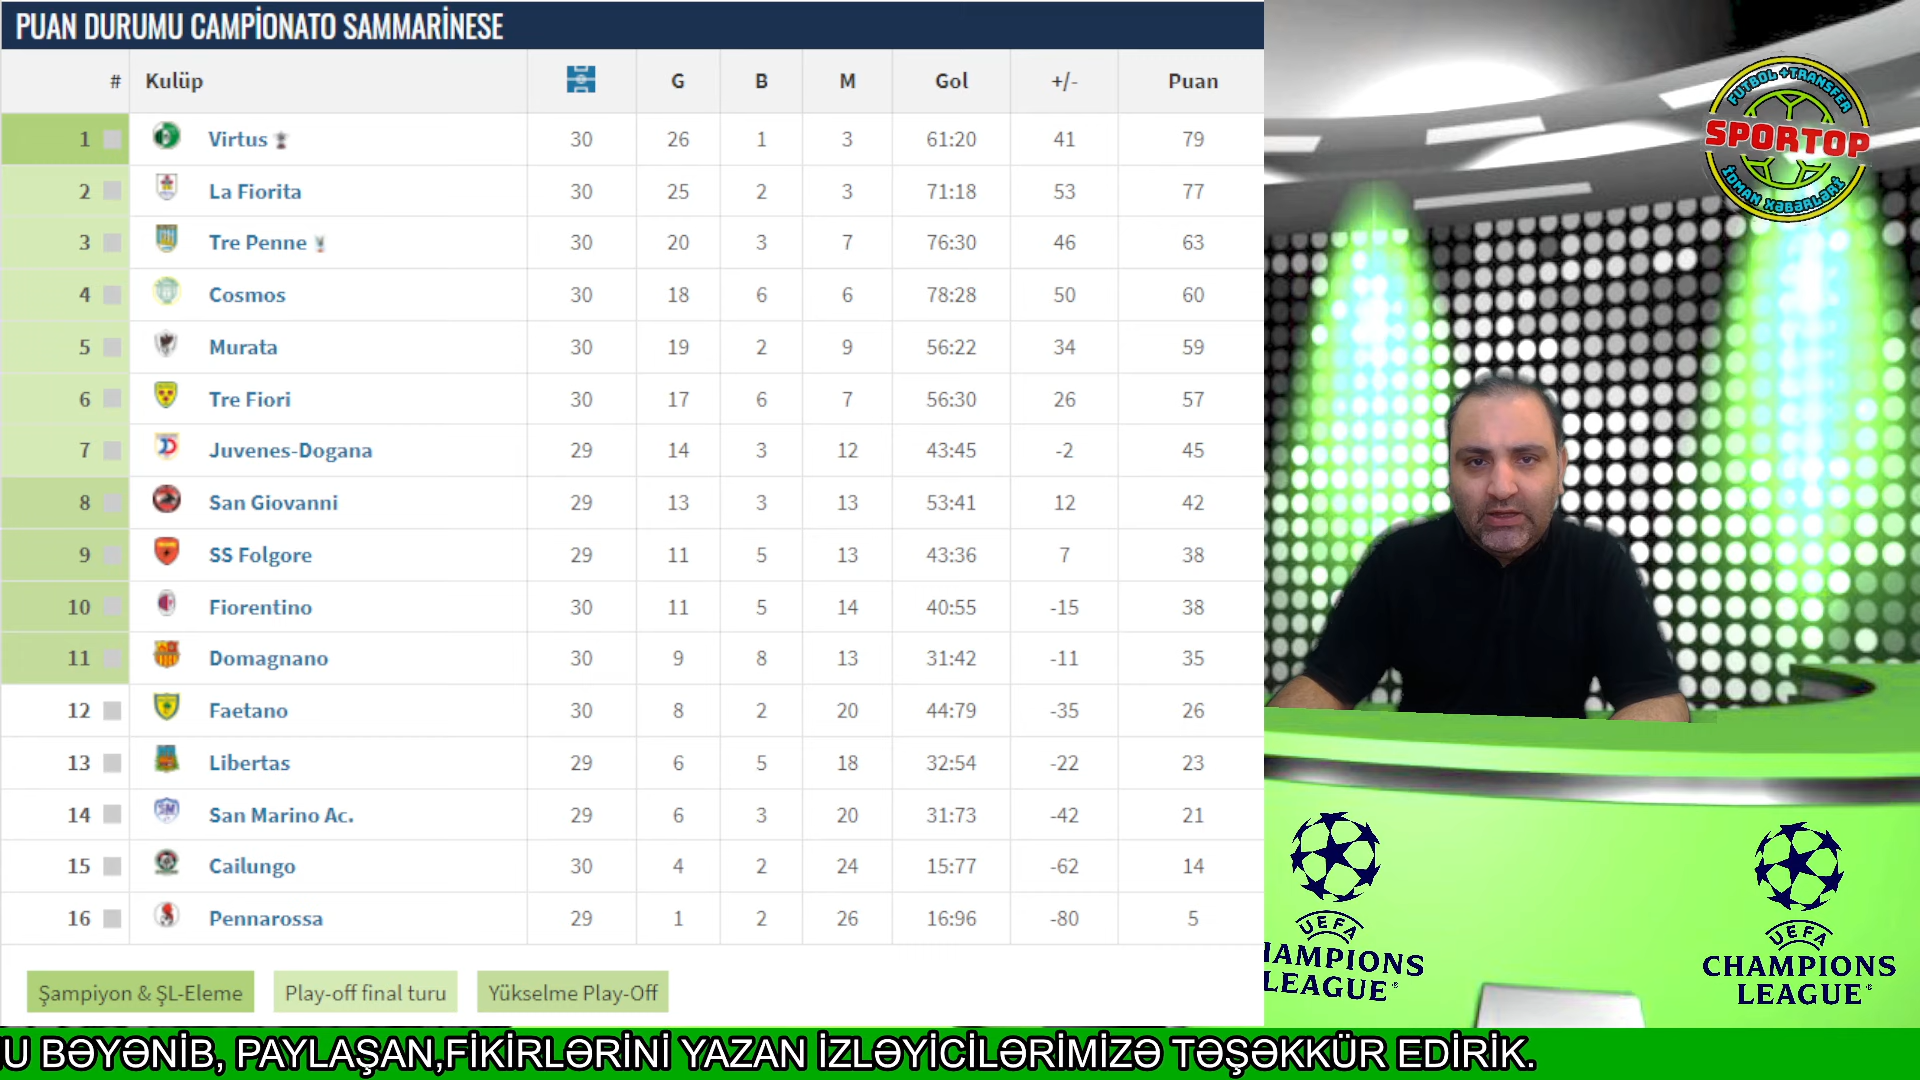 PUAN DURUMU CAMPİONATO SAMMARİNESE
# Kulüp G B M Gol +/- Puan
1 Virtus 30 26 1 3 61:20 41 79
2 La Fiorita 30 25 2 3 71:18 53 77
3 Tre Penne 30 20 3 7 76:30 46 63
4 Cosmos 30 18 6 6 78:28 50 60
5 Murata 30 19 2 9 56:22 34 59
6 Tre Fiori 30 17 6 7 56:30 26 57
7 Juvenes-Dogana 29 14 3 12 43:45 -2 45
8 San Giovanni 29 13 3 13 53:41 12 42
9 SS Folgore 29 11 5 13 43:36 7 38
10 Fiorentino 30 11 5 14 40:55 -15 38
11 Domagnano 30 9 8 13 31:42 -11 35
12 Faetano 30 8 2 20 44:79 -35 26
13 Libertas 29 6 5 18 32:54 -22 23
14 San Marino Ac. 29 6 3 20 31:73 -42 21
15 Cailungo 30 4 2 24 15:77 -62 14
16 Pennarossa 29 1 2 26 16:96 -80 5
Şampiyon & ŞL-Eleme Play-off final turu Yükselme Play-Off
FUTBOL +TRANSFER
SPORTOP
İDMAN XƏBƏRLƏRİ
UEFA
HAMPIONS
LEAGUE
UEFA
CHAMPIONS
LEAGUE
U BƏYƏNİB, PAYLAŞAN,FİKİRLƏRİNİ YAZAN İZLƏYİCİLƏRİMİZƏ TƏŞƏKKÜR EDİRİK.